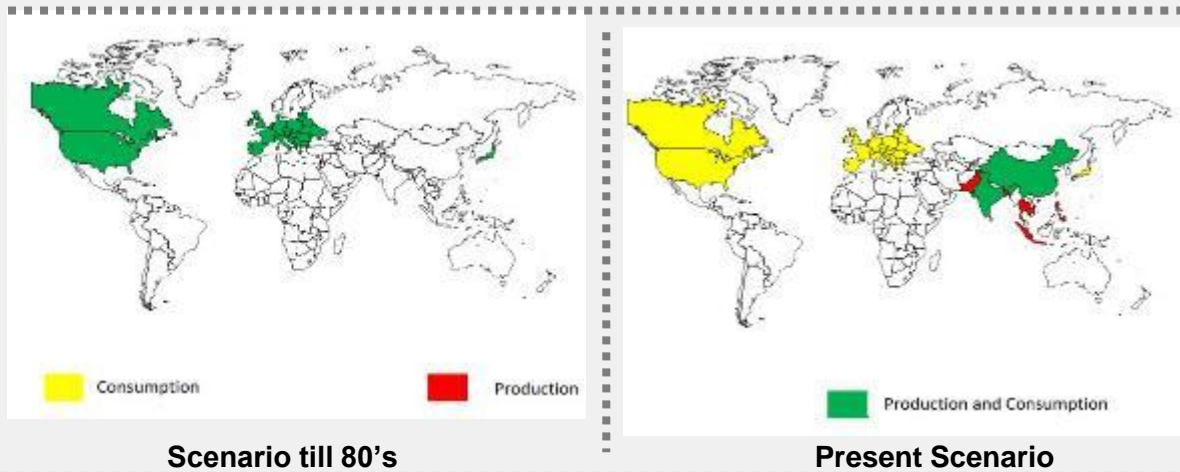 Consumption
Production
Scenario till 80's
Production and Consumption
Present Scenario